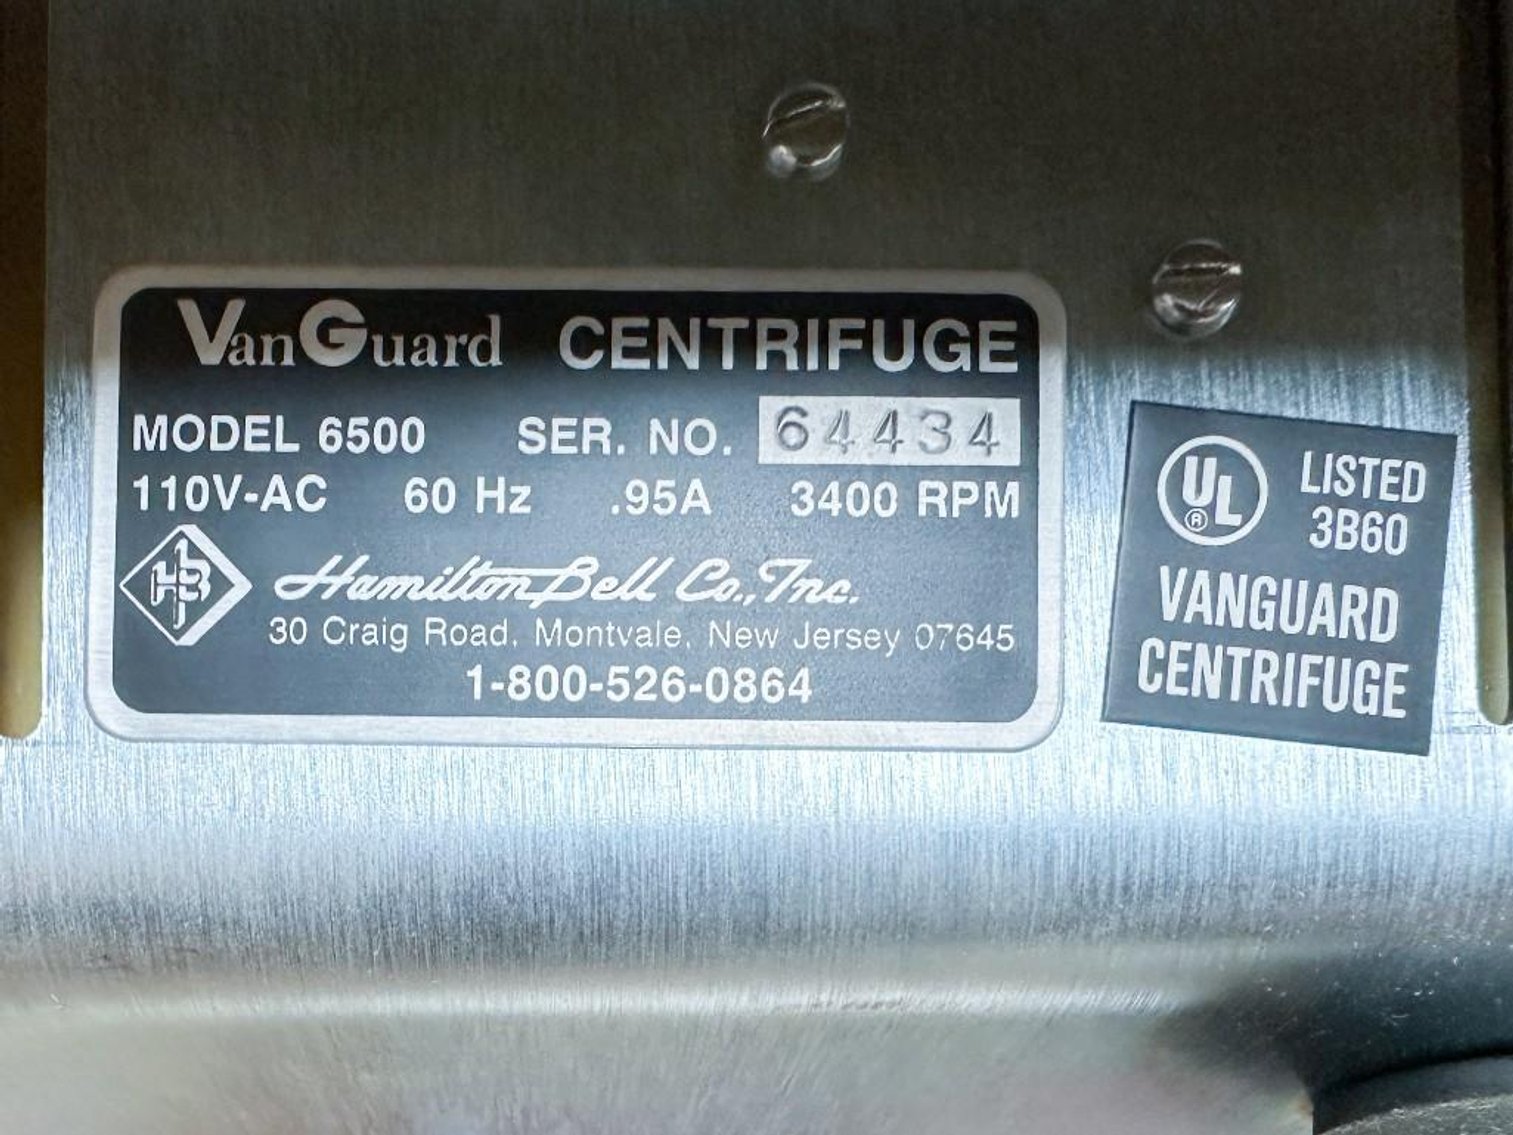 VanGuard CENTRIFUGE
MODEL 6500 SER. NO. 64434
110V-AC 60 Hz .95A 3400 RPM
HB
Hamilton Bell Co., Inc.
30 Craig Road, Montvale, New Jersey 07645
1-800-526-0864
UL ® LISTED
3B60
VANGUARD
CENTRIFUGE